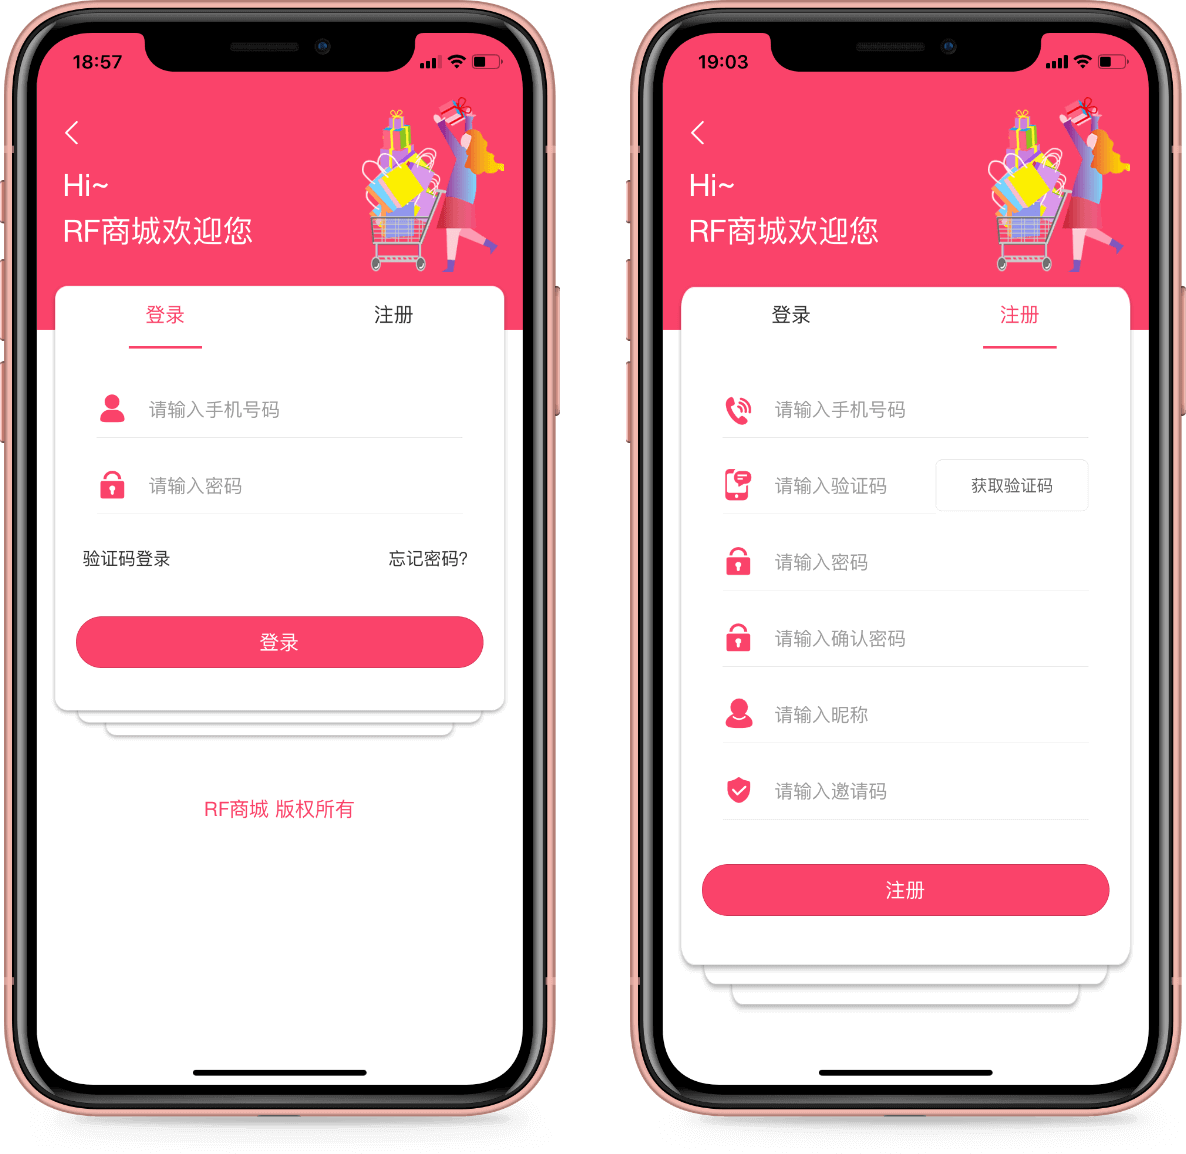 18:57
Hi~
RF商城欢迎您
登录 注册
请输入手机号码
请输入密码
验证码登录 忘记密码?
登录
RF商城 版权所有
19:03
Hi~
RF商城欢迎您
登录 注册
请输入手机号码
请输入验证码 获取验证码
请输入密码
请输入确认密码
请输入昵称
请输入邀请码
注册